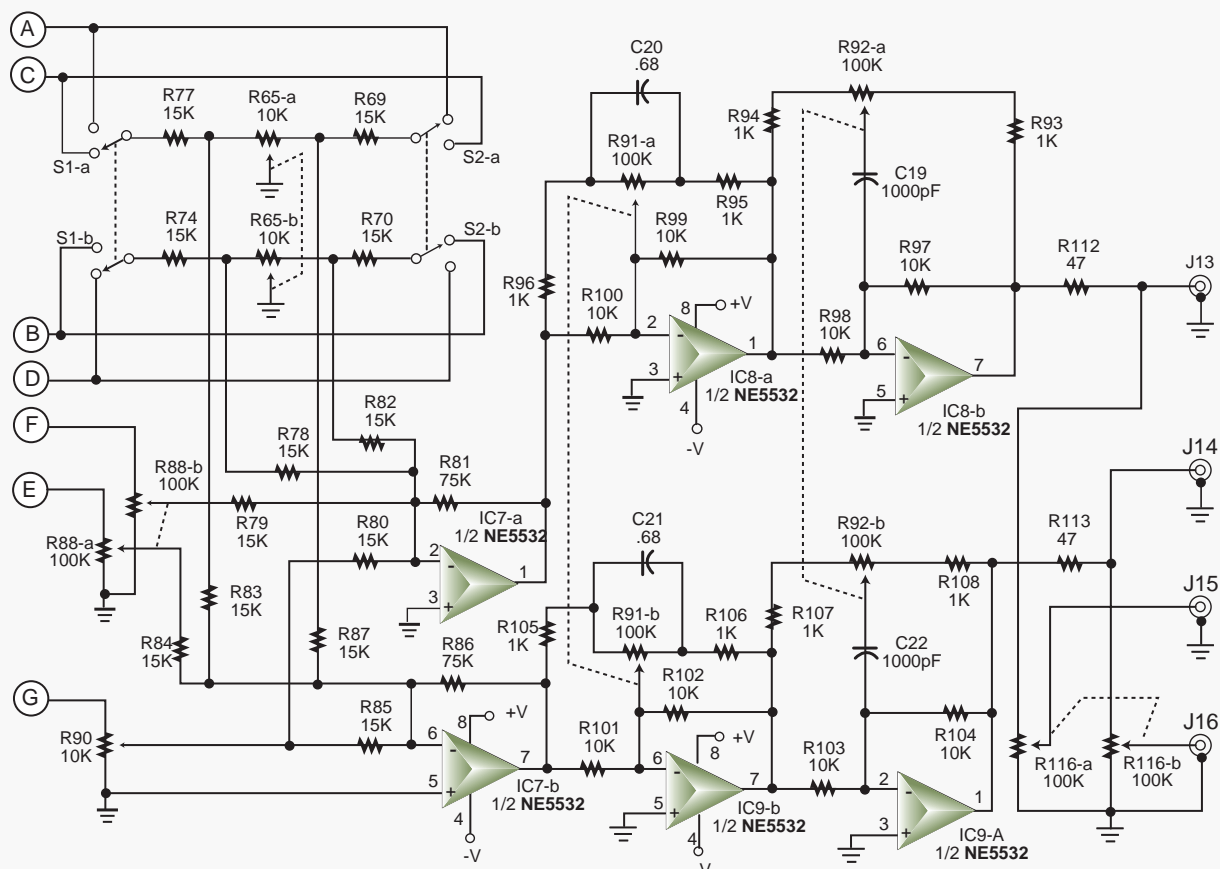 A
C
C20
.68
R92-a
100K
R77
15K
R65-a
10K
R69
15K
R94
1K
R93
1K
S1-a
S2-a
R91-a
100K
C19
1000pF
R95
1K
R74
15K
R65-b
10K
R70
15K
S1-b
S2-b
R99
10K
R97
10K
R112
47
J13
R96
1K
R100
10K
8
+V
B
2
-
1
R98
10K
6
-
7
3
+
IC8-a
1/2 NE5532
D
5
+
IC8-b
1/2 NE5532
4
-V
R82
15K
F
R78
15K
R81
75K
J14
R88-b
100K
E
R79
15K
R80
15K
IC7-a
1/2 NE5532
C21
.68
R92-b
100K
R113
47
R88-a
100K
2
-
1
3
+
R108
1K
J15
R83
15K
R105
1K
R91-b
100K
R106
1K
R107
1K
R84
15K
R87
15K
R86
75K
C22
1000pF
G
R102
10K
R85
15K
8
+V
R90
10K
6
-
7
R101
10K
6
-
7
+V
8
R103
10K
R104
10K
J16
R116-a
100K
R116-b
100K
5
+
IC7-b
1/2 NE5532
5
+
IC9-b
1/2 NE5532
2
-
1
4
-V
4
-V
3
+
IC9-A
1/2 NE5532